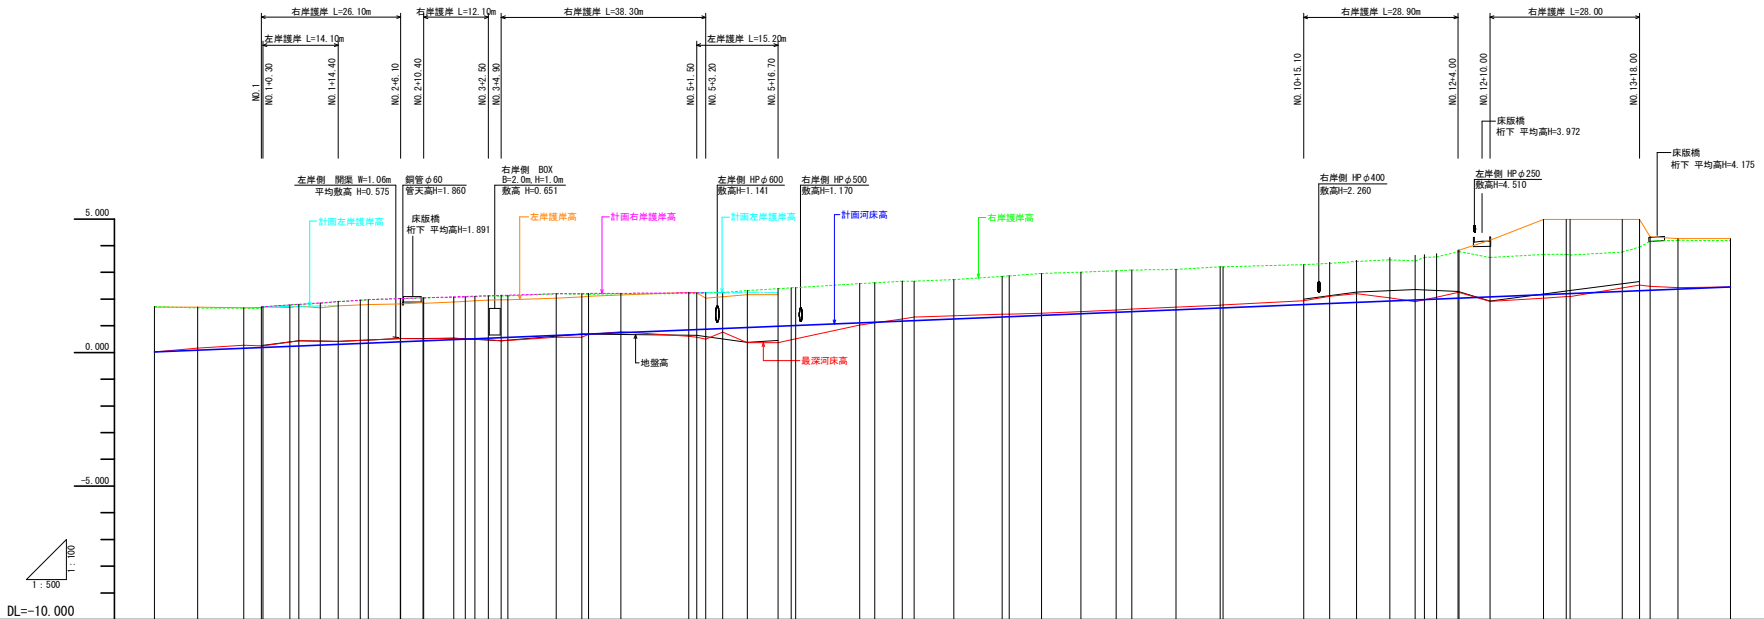 右岸護岸 L=26.10m
右岸護岸 L=12.10m
右岸護岸 L=38.30m
右岸護岸 L=28.90m
右岸護岸 L=28.00
左岸護岸 L=14.10m
左岸護岸 L=15.20m
NO.1
NO.1+0.30
NO.1+14.40
NO.2+6.10
NO.2+10.40
NO.3+2.50
NO.3+4.90
NO.5+1.50
NO.5+3.20
NO.5+16.70
NO.10+15.10
NO.12+4.00
NO.12+10.00
NO.13+18.00
床版橋
桁下 平均高H=3.972
床版橋
桁下 平均高H=4.175
左岸側 開渠 W=1.06m
平均敷高 H=0.575
鋼管φ60
管天高H=1.860
右岸側 BOX
B=2.0m,H=1.0m
敷高 H=0.651
左岸側 HPφ600
敷高H=1.141
右岸側 HPφ500
敷高H=1.170
右岸側 HPφ400
敷高H=2.260
左岸側 HPφ250
敷高H=4.510
床版橋
桁下 平均高H=1.891
計画左岸護岸高
左岸護岸高
計画右岸護岸高
計画左岸護岸高
計画河床高
右岸護岸高
地盤高
最深河床高
5.000
0.000
-5.000
1:100
1:500
DL=-10.000